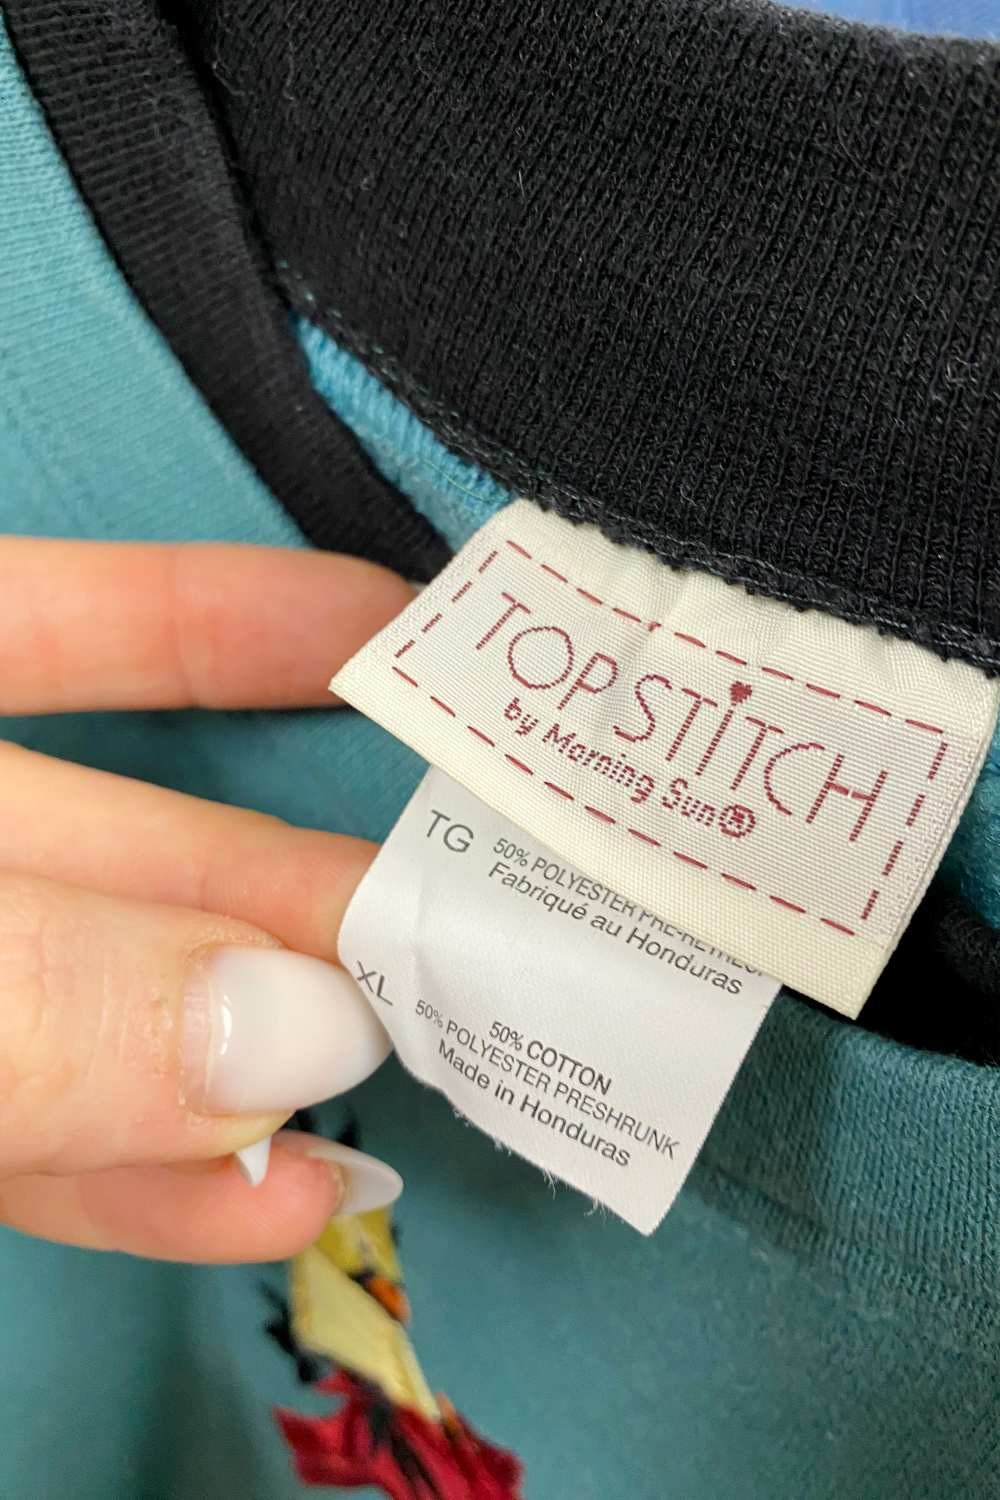 TOP STiTCH
by Morning Sun®
TG
50% POLYESTER
Fabriqué au Honduras
XL
50% COTTON
50% POLYESTER PRESHRUNK
Made in Honduras